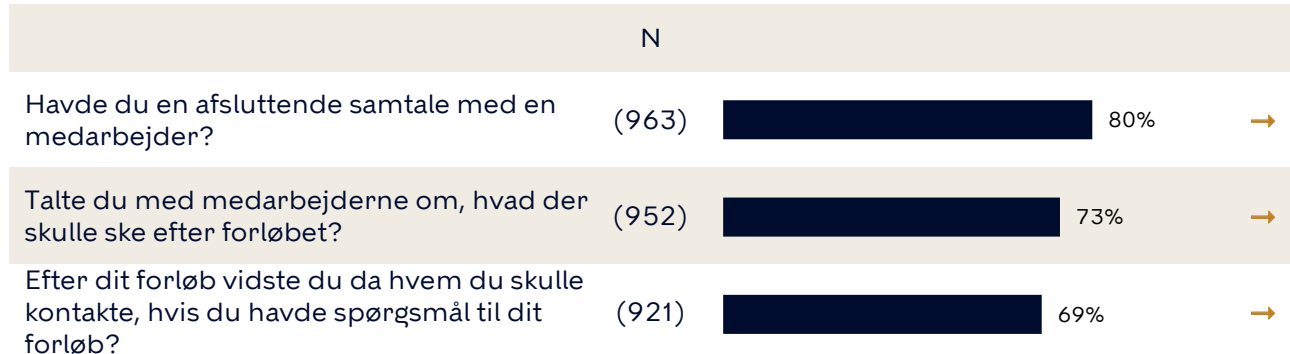 N
Havde du en afsluttende samtale med en
medarbejder?
(963)
80%
→
Talte du med medarbejderne om, hvad der
skulle ske efter forløbet?
(952)
73%
→
Efter dit forløb vidste du da hvem du skulle
kontakte, hvis du havde spørgsmål til dit
forløb?
(921)
69%
→